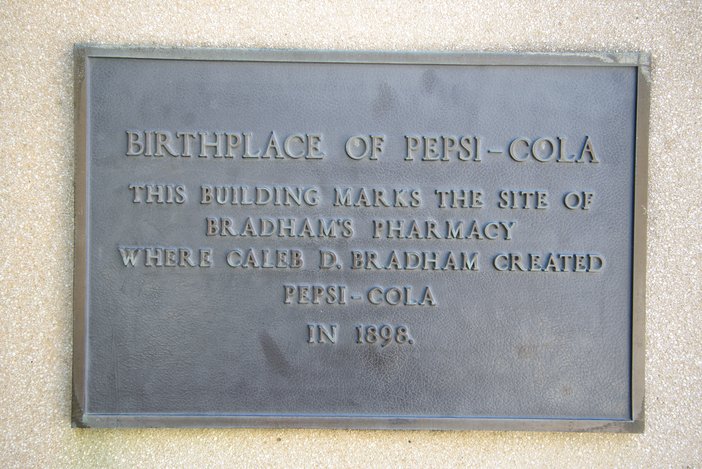 BIRTHPLACE OF PEPSI-COLA
THIS BUILDING MARKS THE SITE OF
BRADHAM'S PHARMACY
WHERE CALEB D. BRADHAM CREATED
PEPSI-COLA
IN 1898.